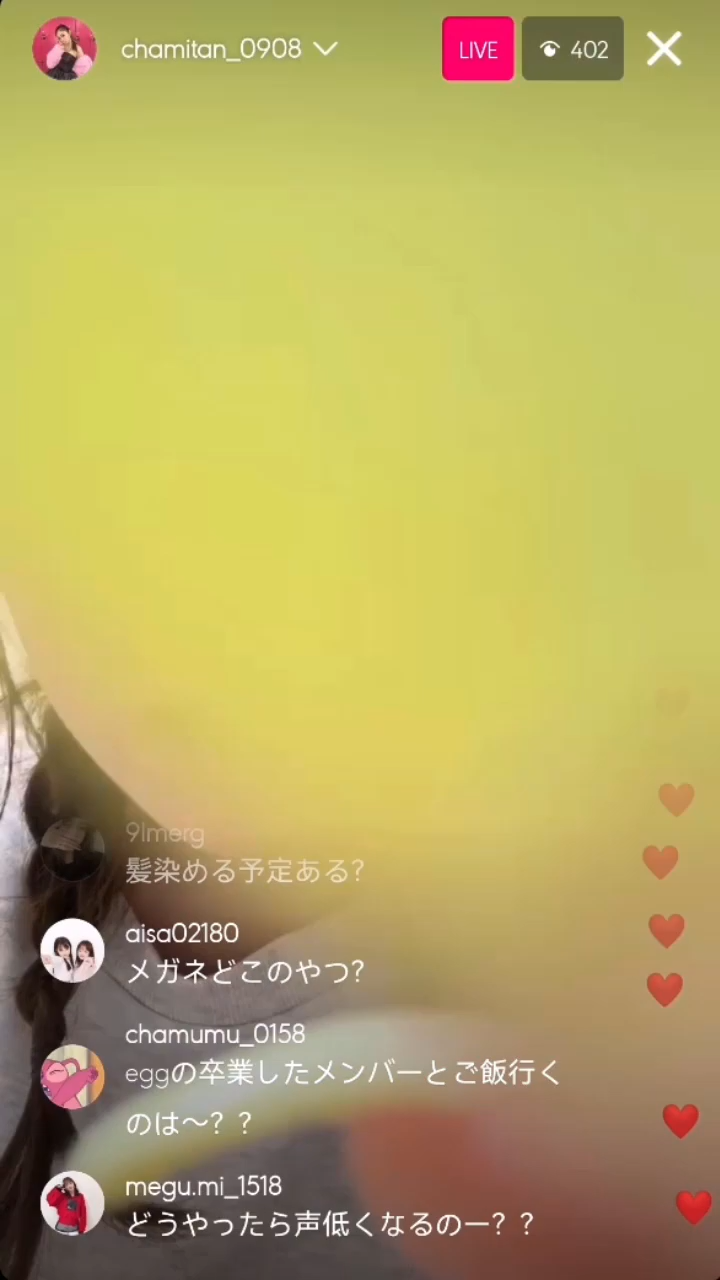 chamitan_0908
LIVE
402
9lmerg
髪染める予定ある?
aisa02180
メガネどこのやつ?
chamumu_0158
eggの卒業したメンバーとご飯行く
のは〜? ?
megu.mi_1518
どうやったら声低くなるのー? ?